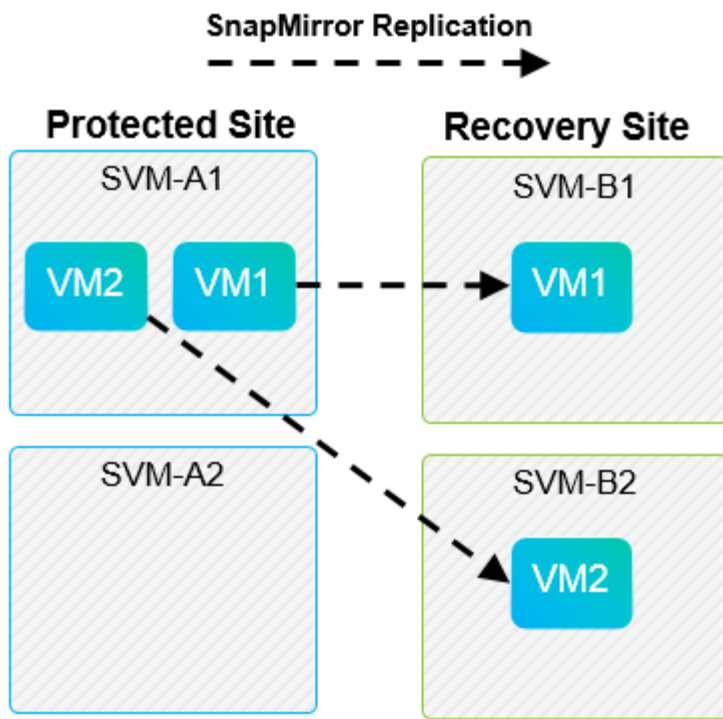 SnapMirror Replication
Protected Site
Recovery Site
SVM-A1
SVM-B1
VM2
VM1
VM1
SVM-A2
SVM-B2
VM2